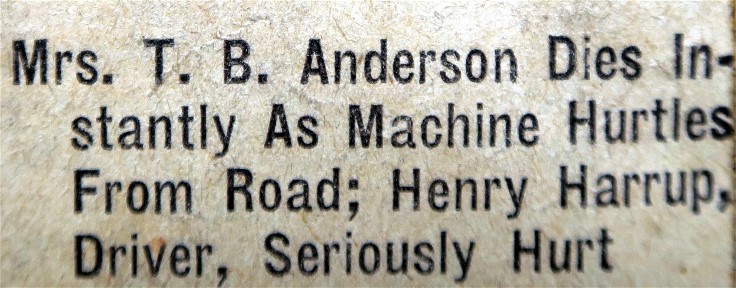 Mrs. T. B. Anderson Dies In-
stantly As Machine Hurtles
From Road; Henry Harrup,
Driver, Seriously Hurt